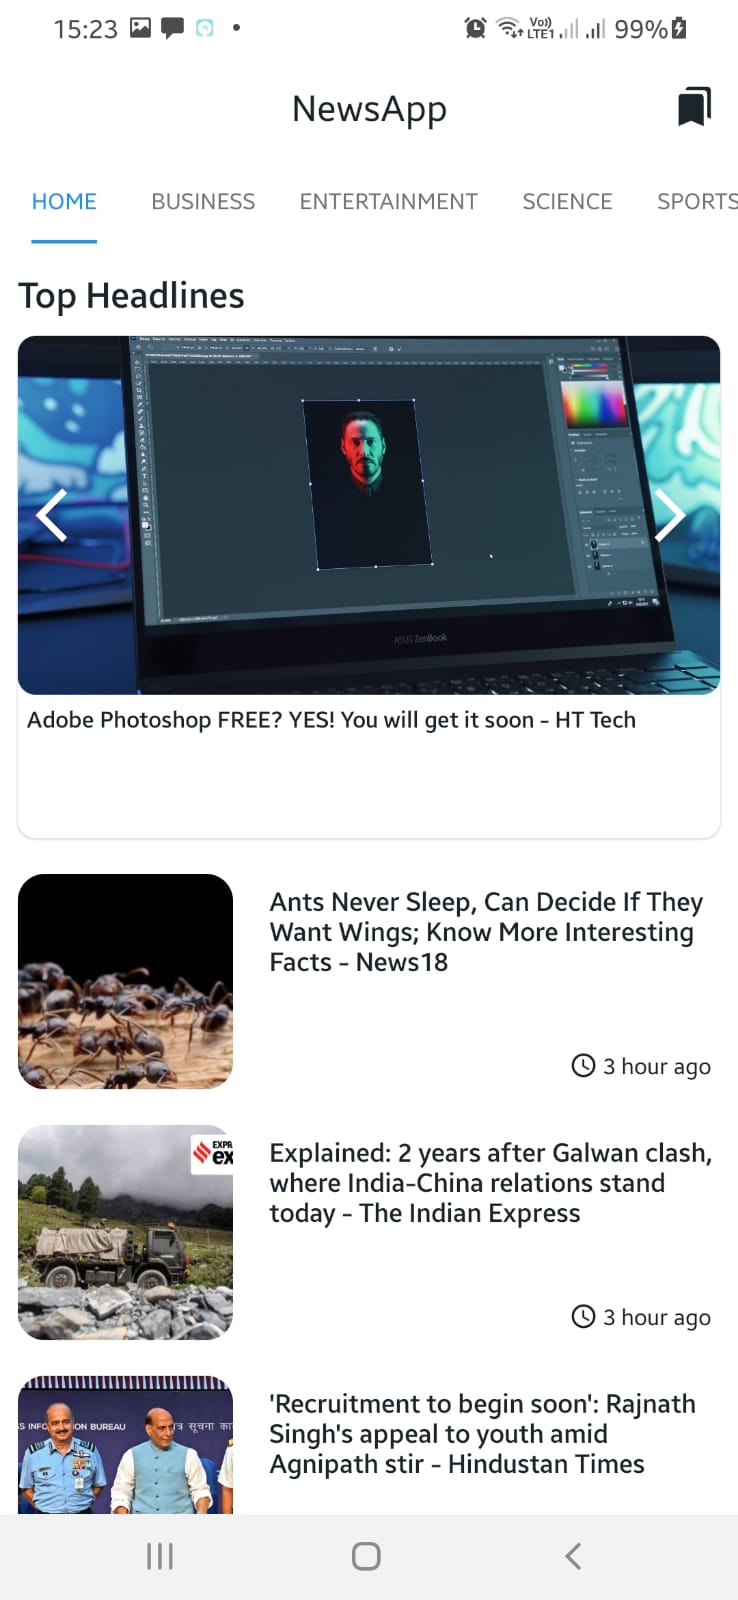 15:23
Vo))
LTE1
99%
NewsApp
HOME BUSINESS ENTERTAINMENT SCIENCE SPORTS
Top Headlines
ASUS ZenBook
Adobe Photoshop FREE? YES! You will get it soon - HT Tech
Ants Never Sleep, Can Decide If They
Want Wings; Know More Interesting
Facts - News18
3 hour ago
EXPR
ex
Explained: 2 years after Galwan clash,
where India-China relations stand
today - The Indian Express
3 hour ago
S INFO ION BUREAU
सूचना का
'Recruitment to begin soon': Rajnath
Singh's appeal to youth amid
Agnipath stir - Hindustan Times